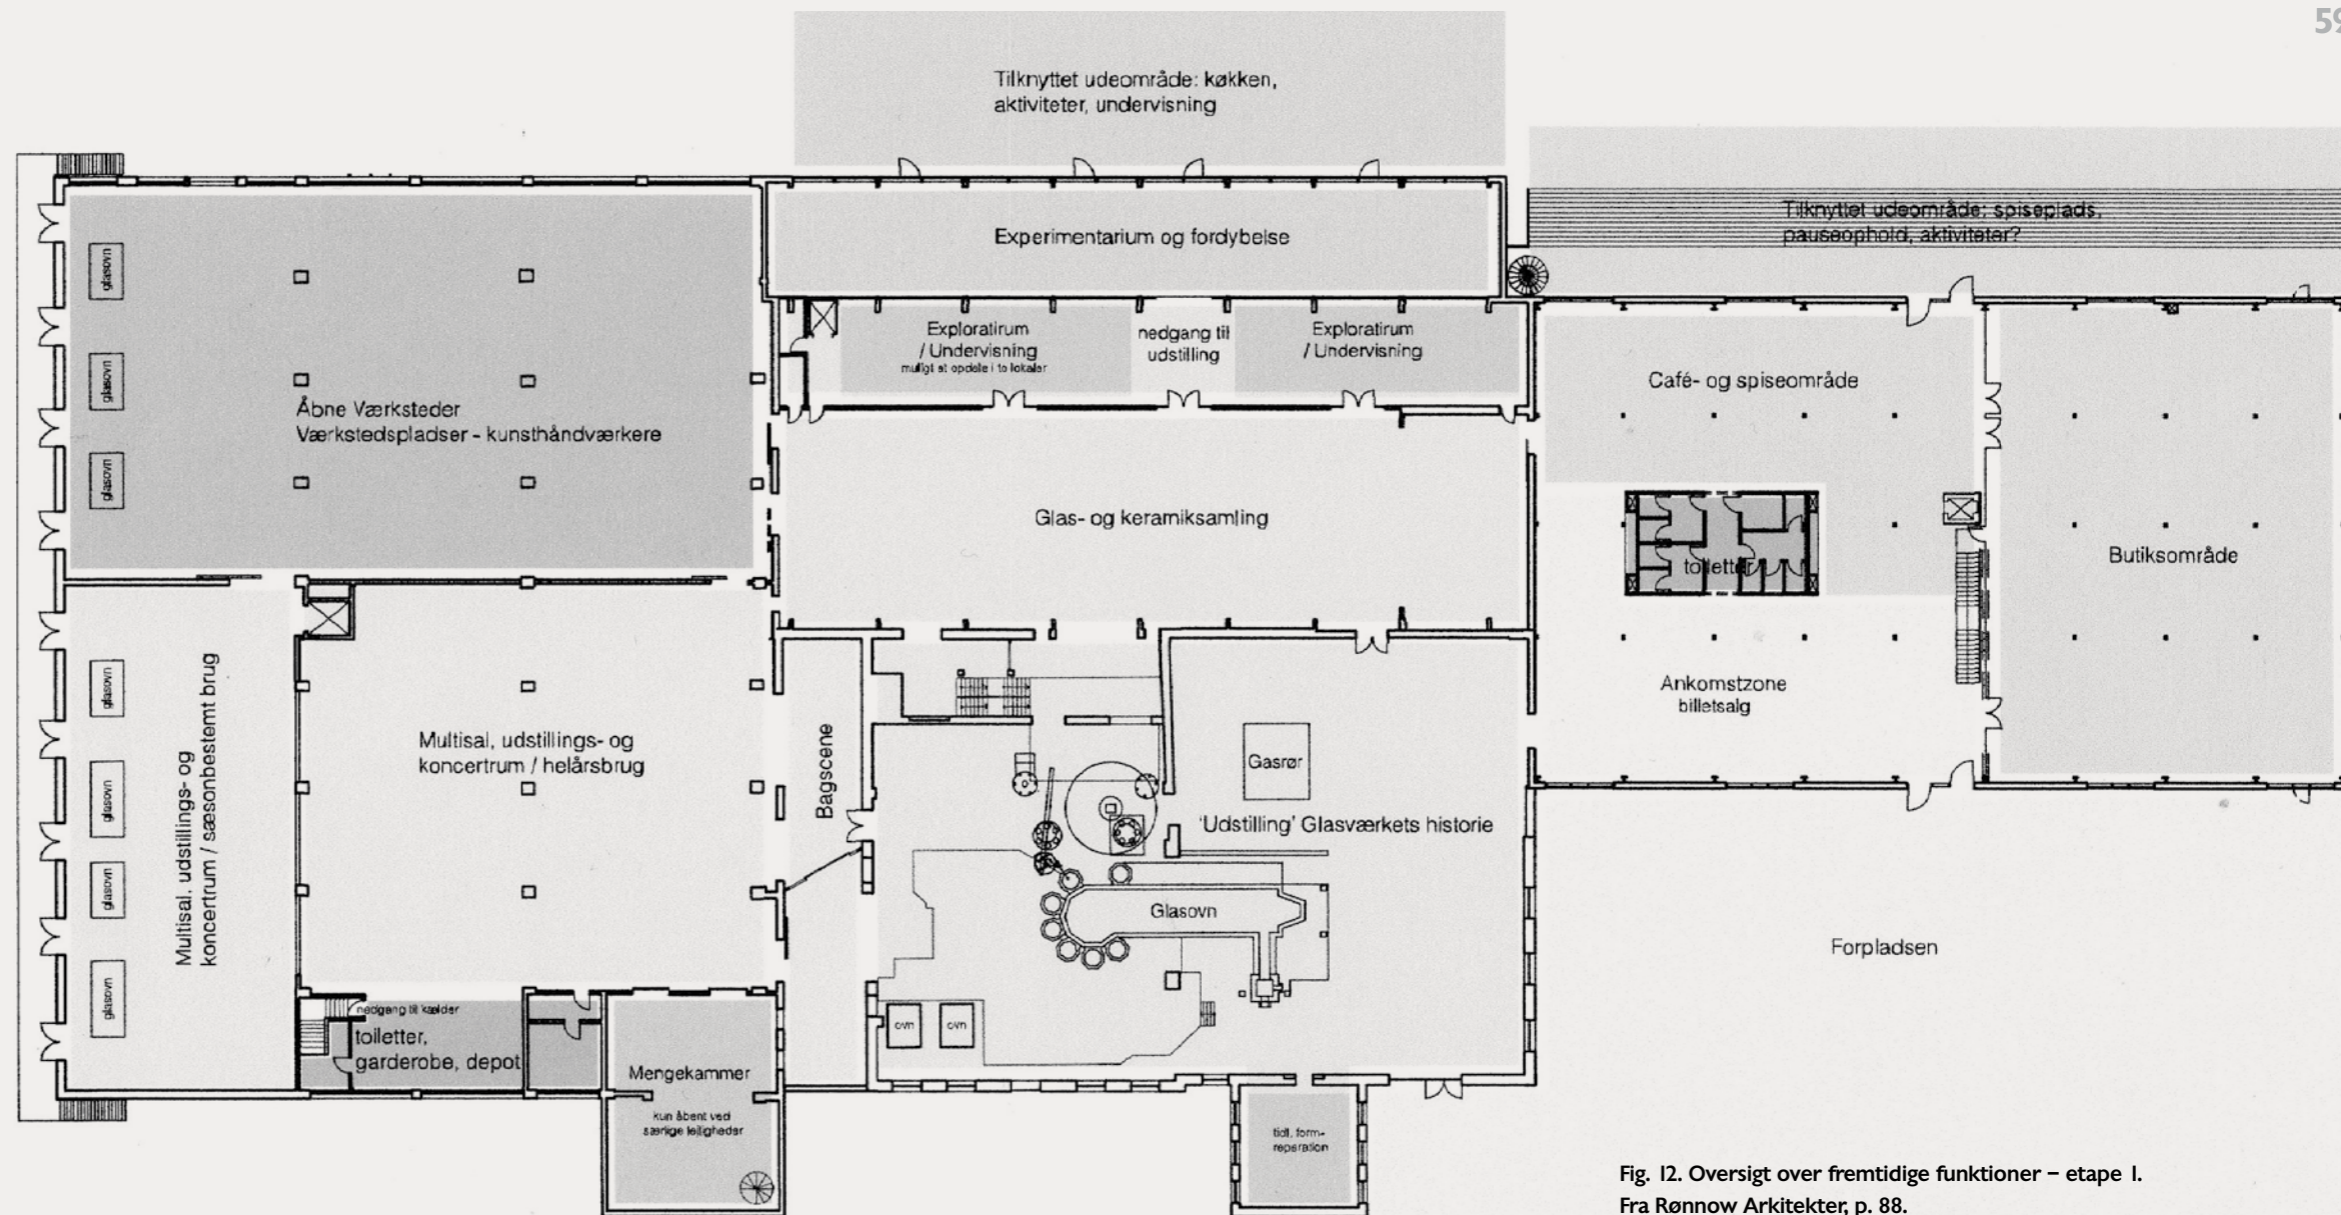 59
Tilknyttet udeområde: køkken,
aktiviteter, undervisning
Tilknyttet udeområde: spiseplads,
pauseophold, aktiviteter?
Experimentarium og fordybelse
Exploratirum
/ Undervisning
muligt at opdele i to lokaler
nedgang til
udstilling
Exploratirum
/ Undervisning
glasovn
glasovn
glasovn
Åbne Værksteder
Værkstedspladser - kunsthåndværkere
Glas- og keramiksamling
Café- og spiseområde
toiletter
Butiksområde
Ankomstzone
billetsalg
glasovn
glasovn
glasovn
glasovn
Multisal, udstillings- og
koncertrum / sæsonbestemt brug
Multisal, udstillings- og
koncertrum / helårsbrug
Bagscene
Gasrør
'Udstilling' Glasværkets historie
Glasovn
Forpladsen
ovn
ovn
nedgang til kælder
toiletter,
garderobe, depot
Mengekammer
kun åbent ved
særlige lejligheder
tidl. form-
reperation
Fig. 12. Oversigt over fremtidige funktioner – etape 1.
Fra Rønnow Arkitekter, p. 88.